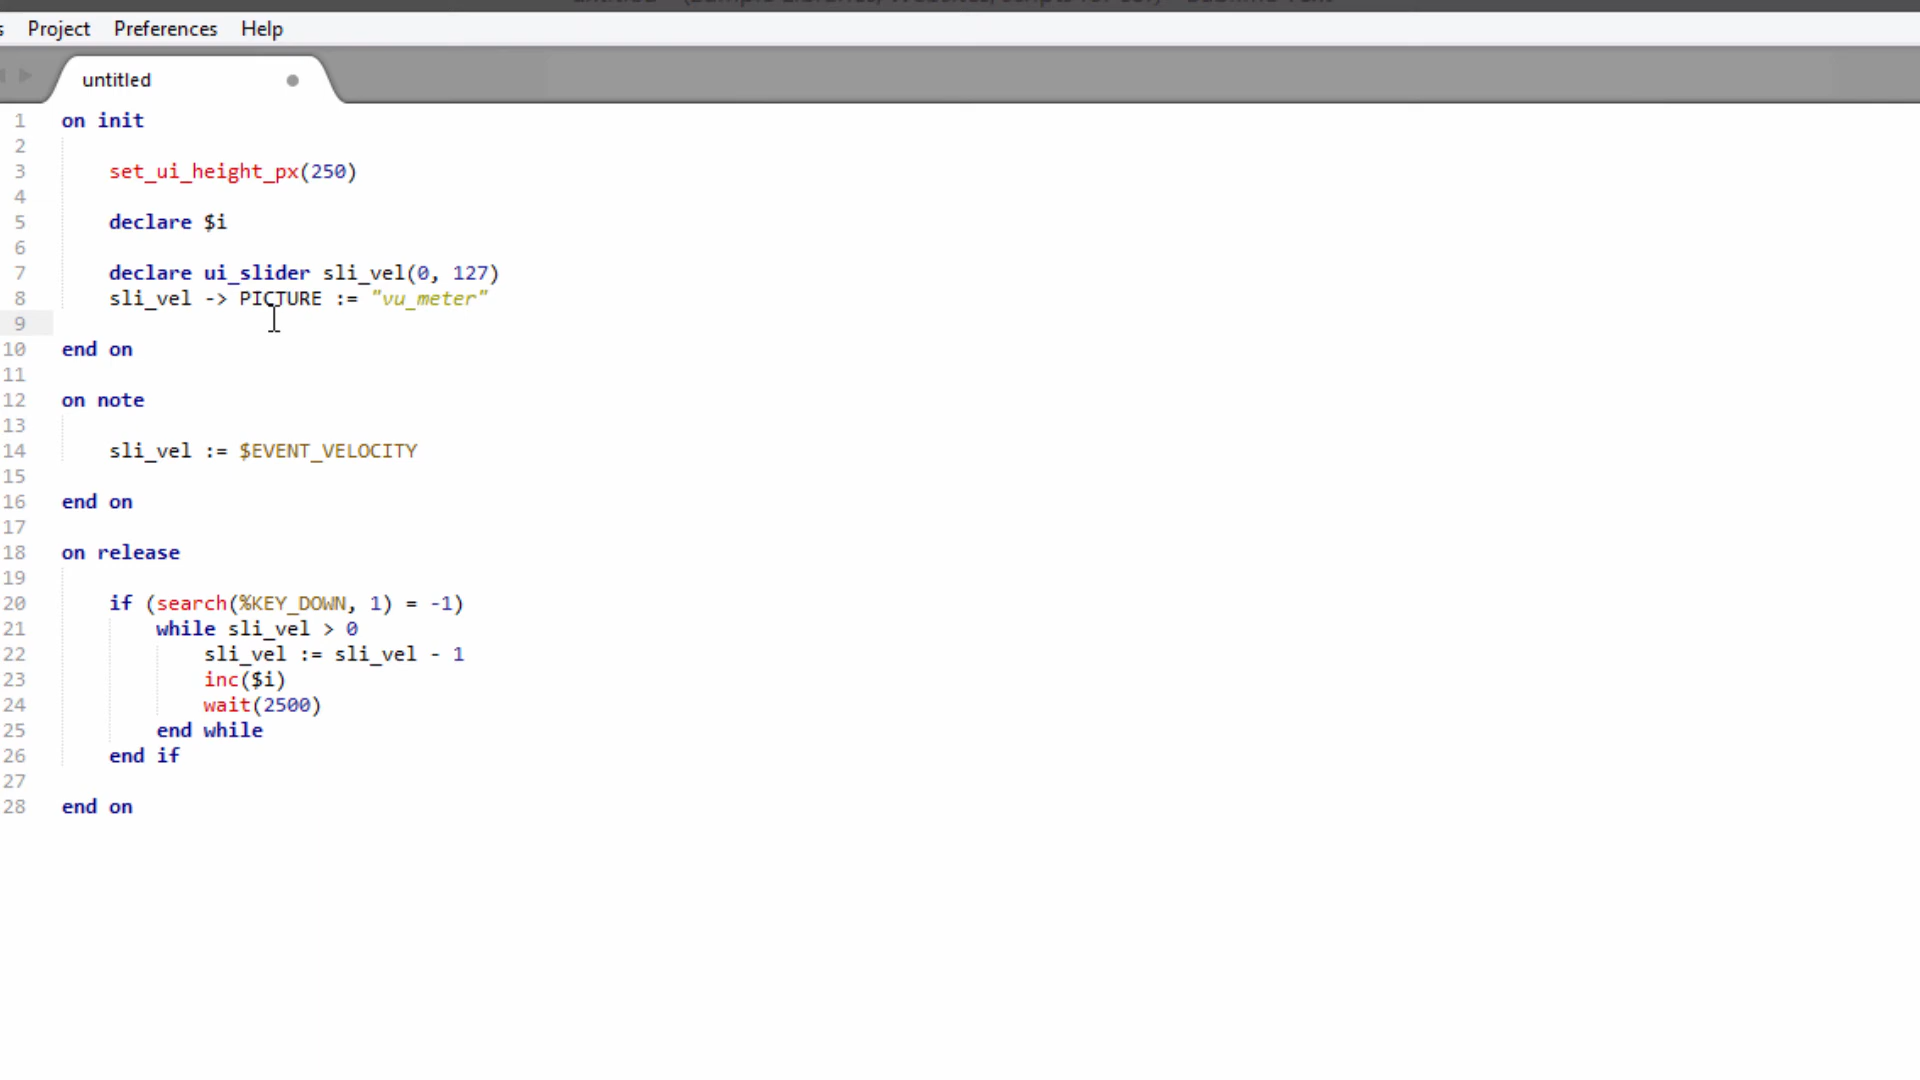 Project Preferences Help
untitled
1 on init
2
3 set_ui_height_px(250)
4
5 declare $i
6
7 declare ui_slider sli_vel(0, 127)
8 sli_vel -> PICTURE := "vu_meter"
9
10 end on
11
12 on note
13
14 sli_vel := $EVENT_VELOCITY
15
16 end on
17
18 on release
19
20 if (search(%KEY_DOWN, 1) = -1)
21 while sli_vel > 0
22 sli_vel := sli_vel - 1
23 inc($i)
24 wait(2500)
25 end while
26 end if
27
28 end on